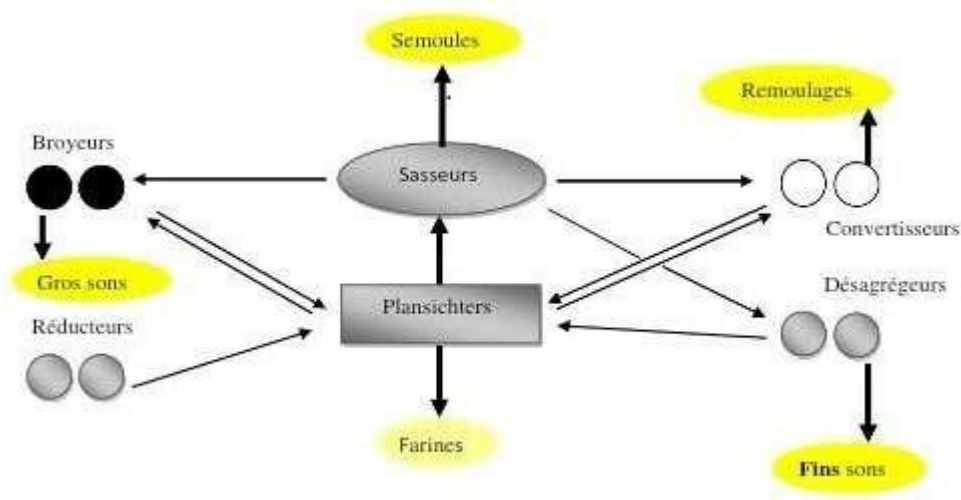 Semoules
Remoulages
Broyeurs
Sasseurs
Convertisseurs
Gros sons
Plansichters
Désagrégeurs
Réducteurs
Farines
Fins sons